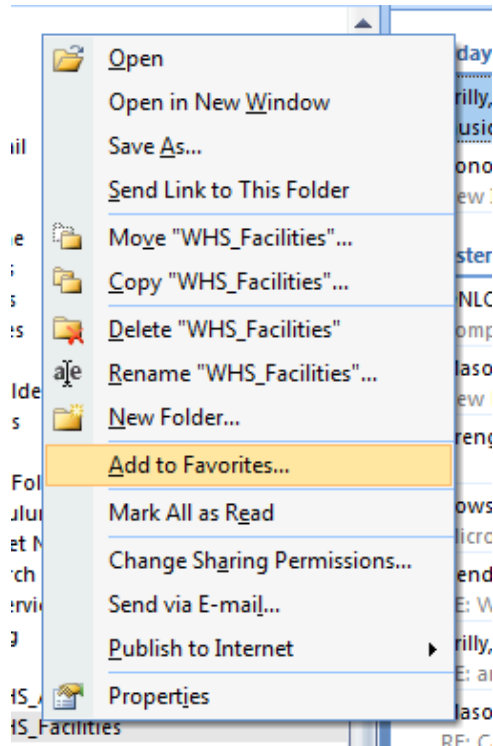 Open
Open in New Window
Save As...
Send Link to This Folder
Move "WHS_Facilities"...
Copy "WHS_Facilities"...
Delete "WHS_Facilities"
Rename "WHS_Facilities"...
New Folder...
Add to Favorites...
Mark All as Read
Change Sharing Permissions...
Send via E-mail...
Publish to Internet
Properties
HS_Facilities